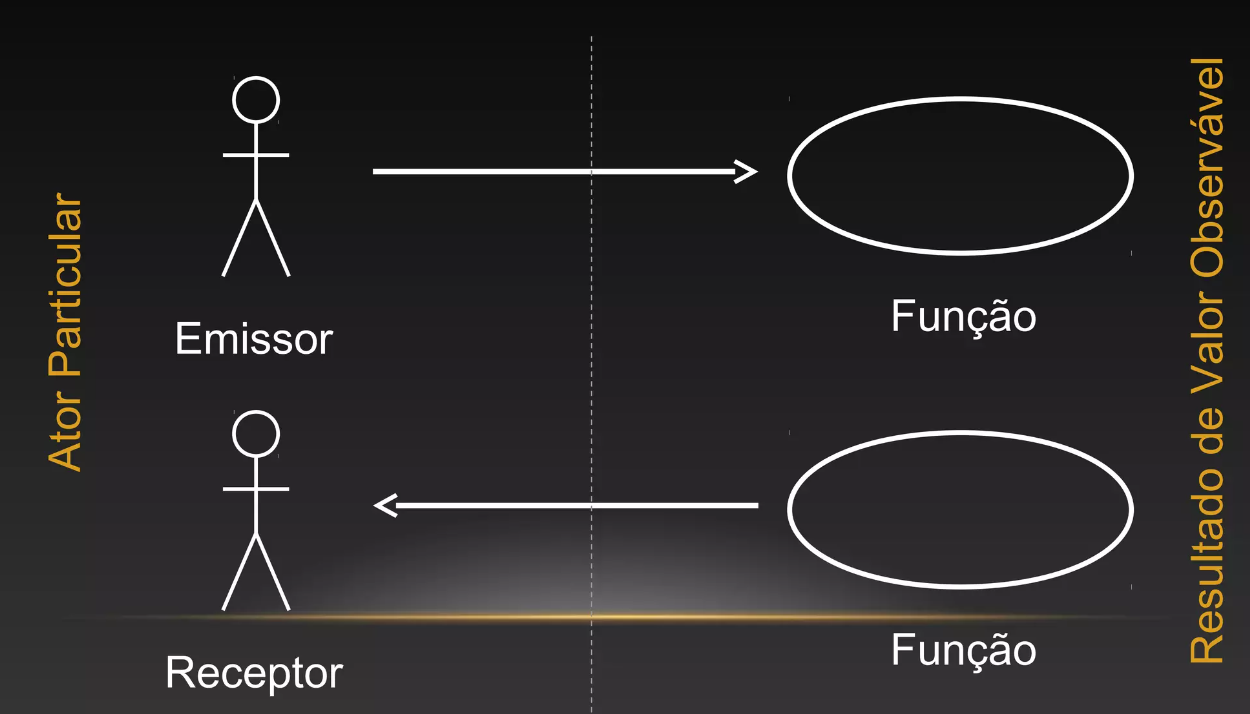 Ator Particular
Emissor
Função
Receptor
Função
Resultado de Valor Observável